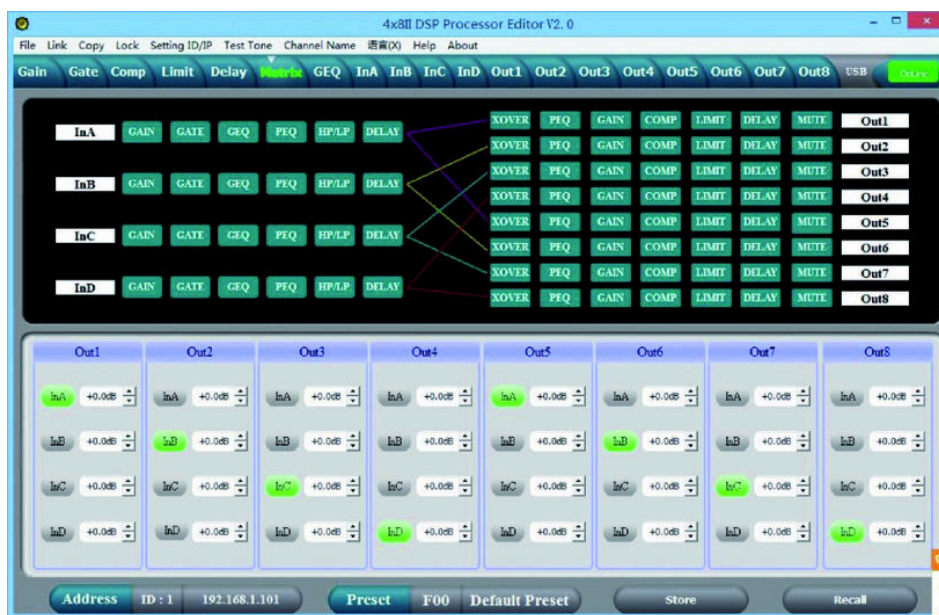 4x8II DSP Processor Editor V2. 0
File Link Copy Lock Setting ID/IP Test Tone Channel Name 语言(X) Help About
Gain Gate Comp Limit Delay Matrix GEQ InA InB InC InD Out1 Out2 Out3 Out4 Out5 Out6 Out7 Out8 USB OnLine
XOVER PEQ GAIN COMP LIMIT DELAY MUTE Out1
InA GAIN GATE GEQ PEQ HP/LP DELAY
XOVER PEQ GAIN COMP LIMIT DELAY MUTE Out2
XOVER PEQ GAIN COMP LIMIT DELAY MUTE Out3
InB GAIN GATE GEQ PEQ HP/LP DELAY
XOVER PEQ GAIN COMP LIMIT DELAY MUTE Out4
XOVER PEQ GAIN COMP LIMIT DELAY MUTE Out5
InC GAIN GATE GEQ PEQ HP/LP DELAY
XOVER PEQ GAIN COMP LIMIT DELAY MUTE Out6
XOVER PEQ GAIN COMP LIMIT DELAY MUTE Out7
InD GAIN GATE GEQ PEQ HP/LP DELAY
XOVER PEQ GAIN COMP LIMIT DELAY MUTE Out8
Out1 Out2 Out3 Out4 Out5 Out6 Out7 Out8
InA +0.0dB InA +0.0dB InA +0.0dB InA +0.0dB InA +0.0dB InA +0.0dB InA +0.0dB InA +0.0dB
InB +0.0dB InB +0.0dB InB +0.0dB InB +0.0dB InB +0.0dB InB +0.0dB InB +0.0dB InB +0.0dB
InC +0.0dB InC +0.0dB InC +0.0dB InC +0.0dB InC +0.0dB InC +0.0dB InC +0.0dB InC +0.0dB
InD +0.0dB InD +0.0dB InD +0.0dB InD +0.0dB InD +0.0dB InD +0.0dB InD +0.0dB InD +0.0dB
Address ID : 1 192.168.1.101 Preset F00 Default Preset Store Recall